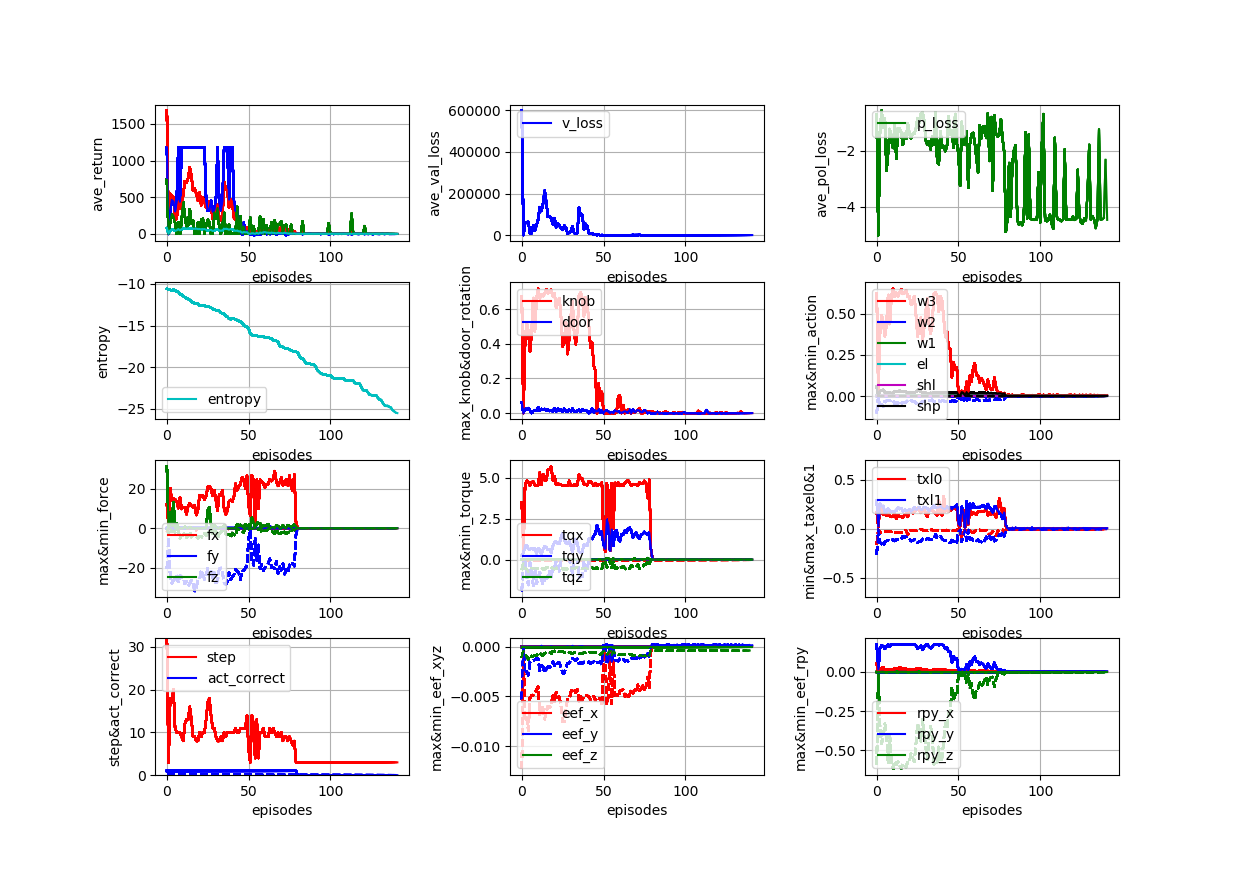 ave_return
1500
1000
500
0
0 50 100
episodes
ave_val_loss
600000
400000
200000
0
v_loss
0 50 100
episodes
ave_pol_loss
−2
−4
p_loss
0 50 100
episodes
entropy
−10
−15
−20
−25
entropy
0 50 100
episodes
max_knob&door_rotation
0.6
0.4
0.2
0.0
knob
door
0 50 100
episodes
max&min_action
0.50
0.25
0.00
w3
w2
w1
el
shl
shp
0 50 100
episodes
max&min_force
20
0
−20
fx
fy
fz
0 50 100
episodes
max&min_torque
5.0
2.5
0.0
tqx
tqy
tqz
0 50 100
episodes
min&max_taxel0&1
0.5
0.0
−0.5
txl0
txl1
0 50 100
episodes
step&act_correct
30
20
10
0
step
act_correct
0 50 100
episodes
max&min_eef_xyz
0.000
−0.005
−0.010
eef_x
eef_y
eef_z
0 50 100
episodes
max&min_eef_rpy
0.00
−0.25
−0.50
rpy_x
rpy_y
rpy_z
0 50 100
episodes